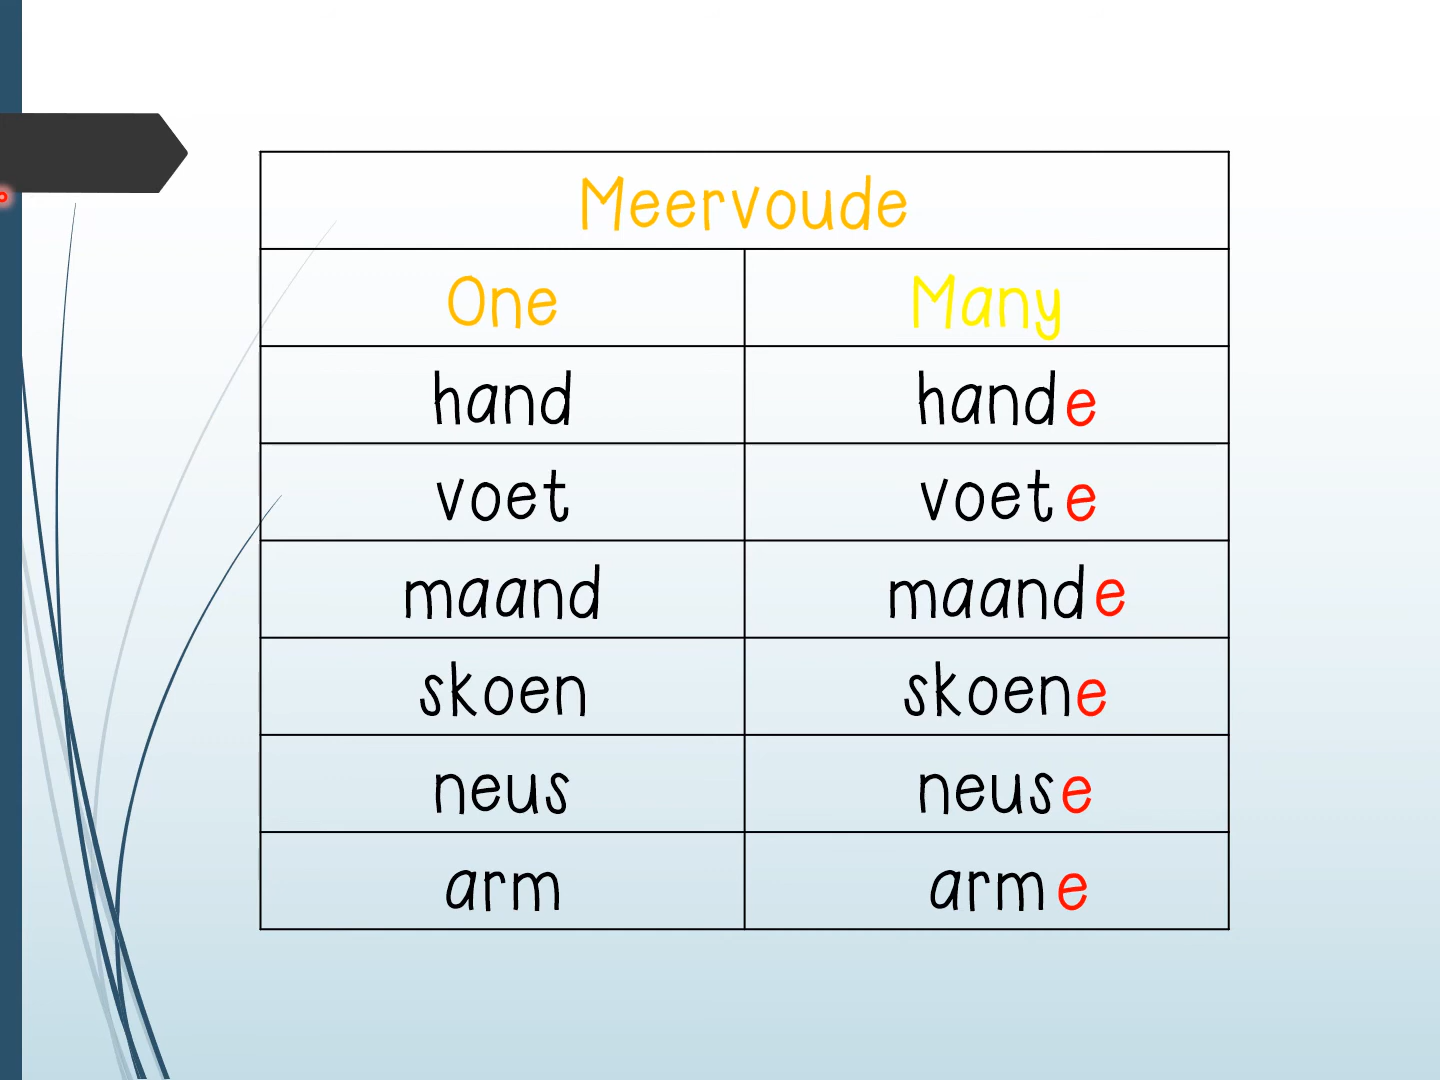 Meervoude
One Many
hand hande
voet voete
maand maande
skoen skoene
neus neuse
arm arme